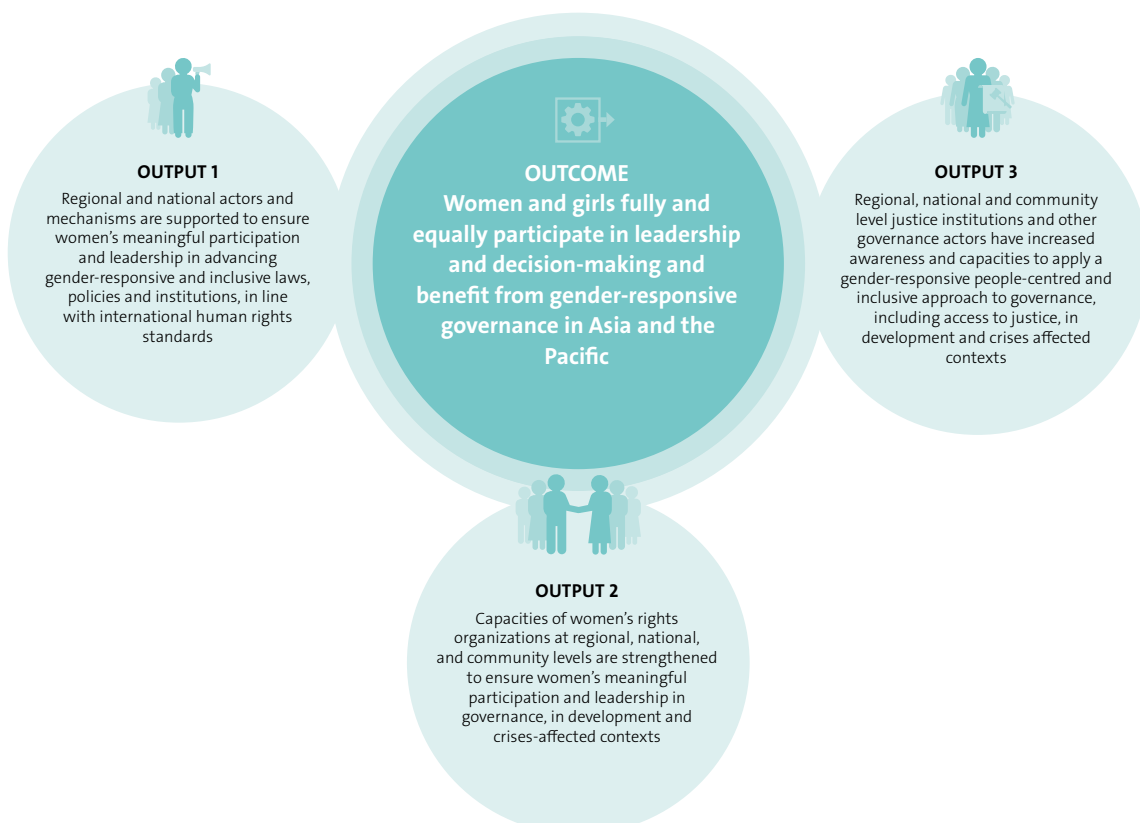 OUTPUT 1
Regional and national actors and
mechanisms are supported to ensure
women’s meaningful participation
and leadership in advancing
gender-responsive and inclusive laws,
policies and institutions, in line
with international human rights
standards
OUTCOME
Women and girls fully and
equally participate in leadership
and decision-making and
benefit from gender-responsive
governance in Asia and the
Pacific
OUTPUT 3
Regional, national and community
level justice institutions and other
governance actors have increased
awareness and capacities to apply a
gender-responsive people-centred and
inclusive approach to governance,
including access to justice, in
development and crises affected
contexts
OUTPUT 2
Capacities of women’s rights
organizations at regional, national,
and community levels are strengthened
to ensure women’s meaningful
participation and leadership in
governance, in development and
crises-affected contexts